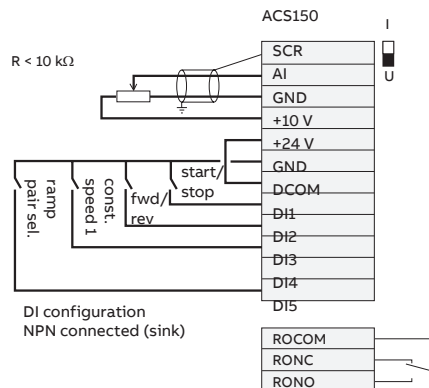 ACS150
I
U
R < 10 kΩ
SCR
AI
GND
+10 V
+24 V
GND
DCOM
DI1
DI2
DI3
DI4
DI5
start/
stop
fwd/
rev
const.
speed 1
ramp
pair sel.
DI configuration
NPN connected (sink)
ROCOM
RONC
RONO